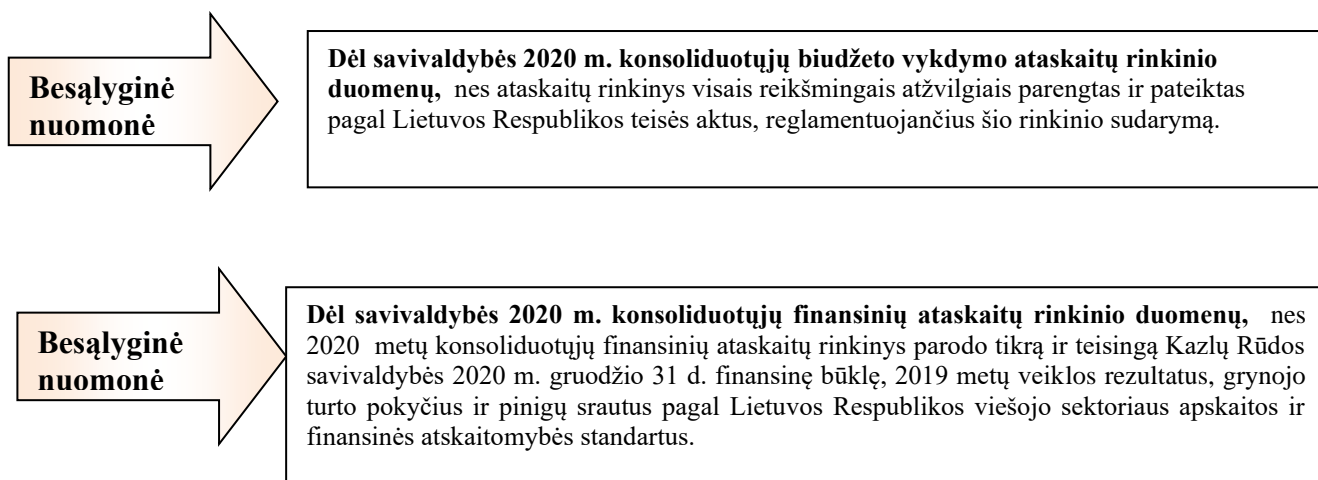 Besąlyginė
nuomonė
Dėl savivaldybės 2020 m. konsoliduotųjų biudžeto vykdymo ataskaitų rinkinio
duomenų, nes ataskaitų rinkinys visais reikšmingais atžvilgiais parengtas ir pateiktas
pagal Lietuvos Respublikos teisės aktus, reglamentuojančius šio rinkinio sudarymą.
Besąlyginė
nuomonė
Dėl savivaldybės 2020 m. konsoliduotųjų finansinių ataskaitų rinkinio duomenų, nes
2020 metų konsoliduotųjų finansinių ataskaitų rinkinys parodo tikrą ir teisingą Kazlų Rūdos
savivaldybės 2020 m. gruodžio 31 d. finansinę būklę, 2019 metų veiklos rezultatus, grynojo
turto pokyčius ir pinigų srautus pagal Lietuvos Respublikos viešojo sektoriaus apskaitos ir
finansinės atskaitomybės standartus.